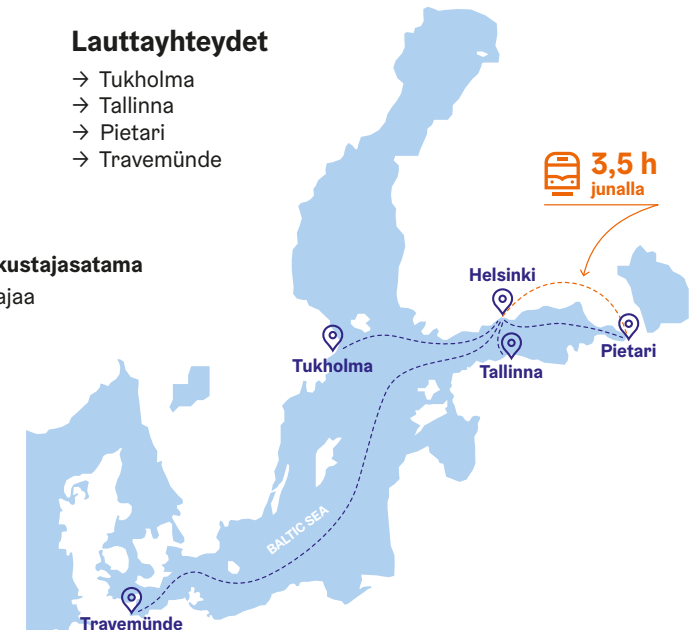 Lauttayhteydet
→ Tukholma
→ Tallinna
→ Pietari
→ Travemünde
3,5 h
junalla
kustajasatama
ajaa
Helsinki
Tukholma
Tallinna
Pietari
BALTIC SEA
Travemünde